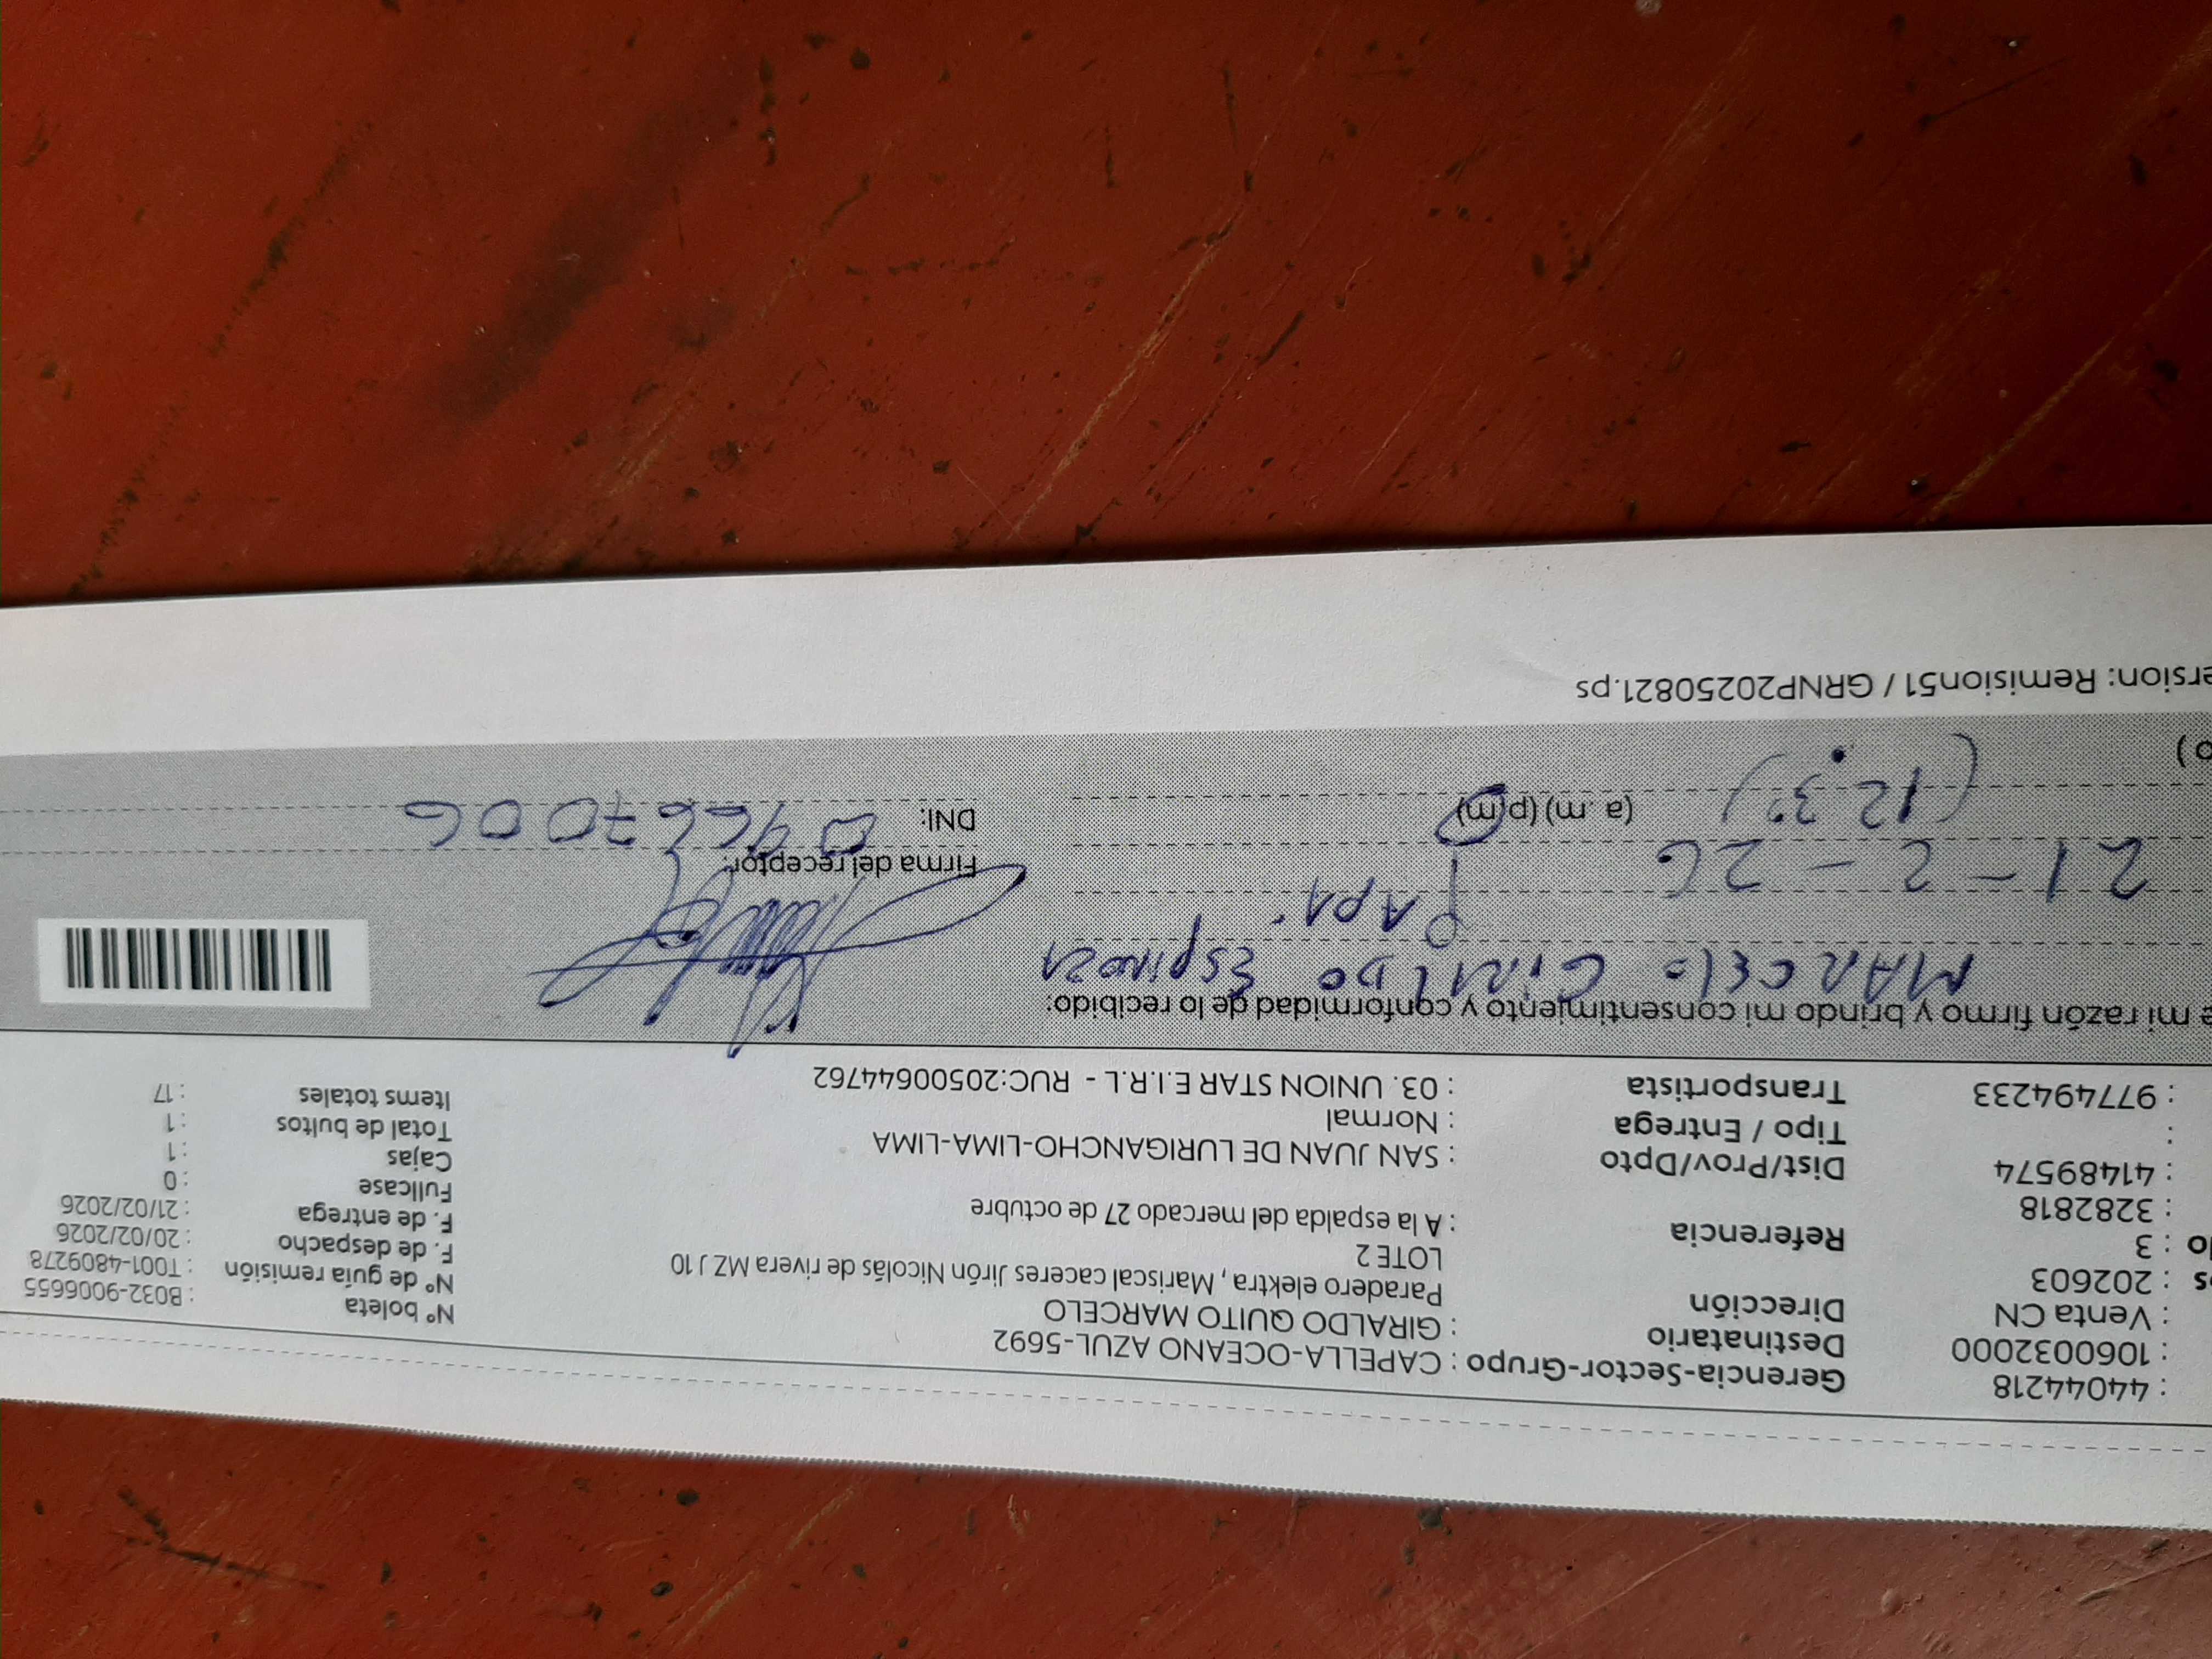 : 44044218 Gerencia-Sector-Grupo : CAPELLA-OCEANO AZUL-5692
: 1060032000 Destinatario : GIRALDO QUITO MARCELO Nº boleta : B032-9006655
: Venta CN Dirección Paradero elektra , Mariscal caceres Jirón Nicolás de rivera MZ J 10 Nº de guía remisión : T001-4809278
s : 202603 LOTE 2 F. de despacho : 20/02/2026
lo : 3 Referencia : A la espalda del mercado 27 de octubre F. de entrega : 21/02/2026
: 3282818 Fullcase : 0
: 41489574 Dist/Prov/Dpto : SAN JUAN DE LURIGANCHO-LIMA-LIMA Cajas : 1
: Tipo / Entrega : Normal Total de bultos : 1
: 977494233 Transportista : 03. UNION STAR E.I.R.L - RUC:20500644762 Items totales : 17
e mi razón firmo y brindo mi consentimiento y conformidad de lo recibido:
MARCELO GIRALDO Espinoza
PAPA.
21-2-26 Firma del receptor:
(12.30) (a. m) (p.m) DNI: 09667006
o )
ersion: Remision51 / GRNP20250821.ps